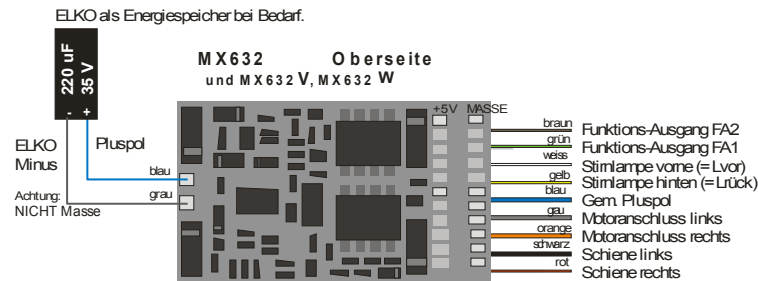 ELKO als Energiespeicher bei Bedarf.
220 uF
35 V
- +
MX632 Oberseite
und MX632V, MX632W
+5V MASSE
ELKO
Minus
Pluspol
blau
grau
Achtung:
NICHT Masse
braun Funktions-Ausgang FA2
grün Funktions-Ausgang FA1
weiss Stirnlampe vorne (= Lvor)
gelb Stirnlampe hinten (= Lrück)
blau Gem. Pluspol
gau Motoranschluss links
orange Motoranschluss rechts
schwarz Schiene links
rot Schiene rechts